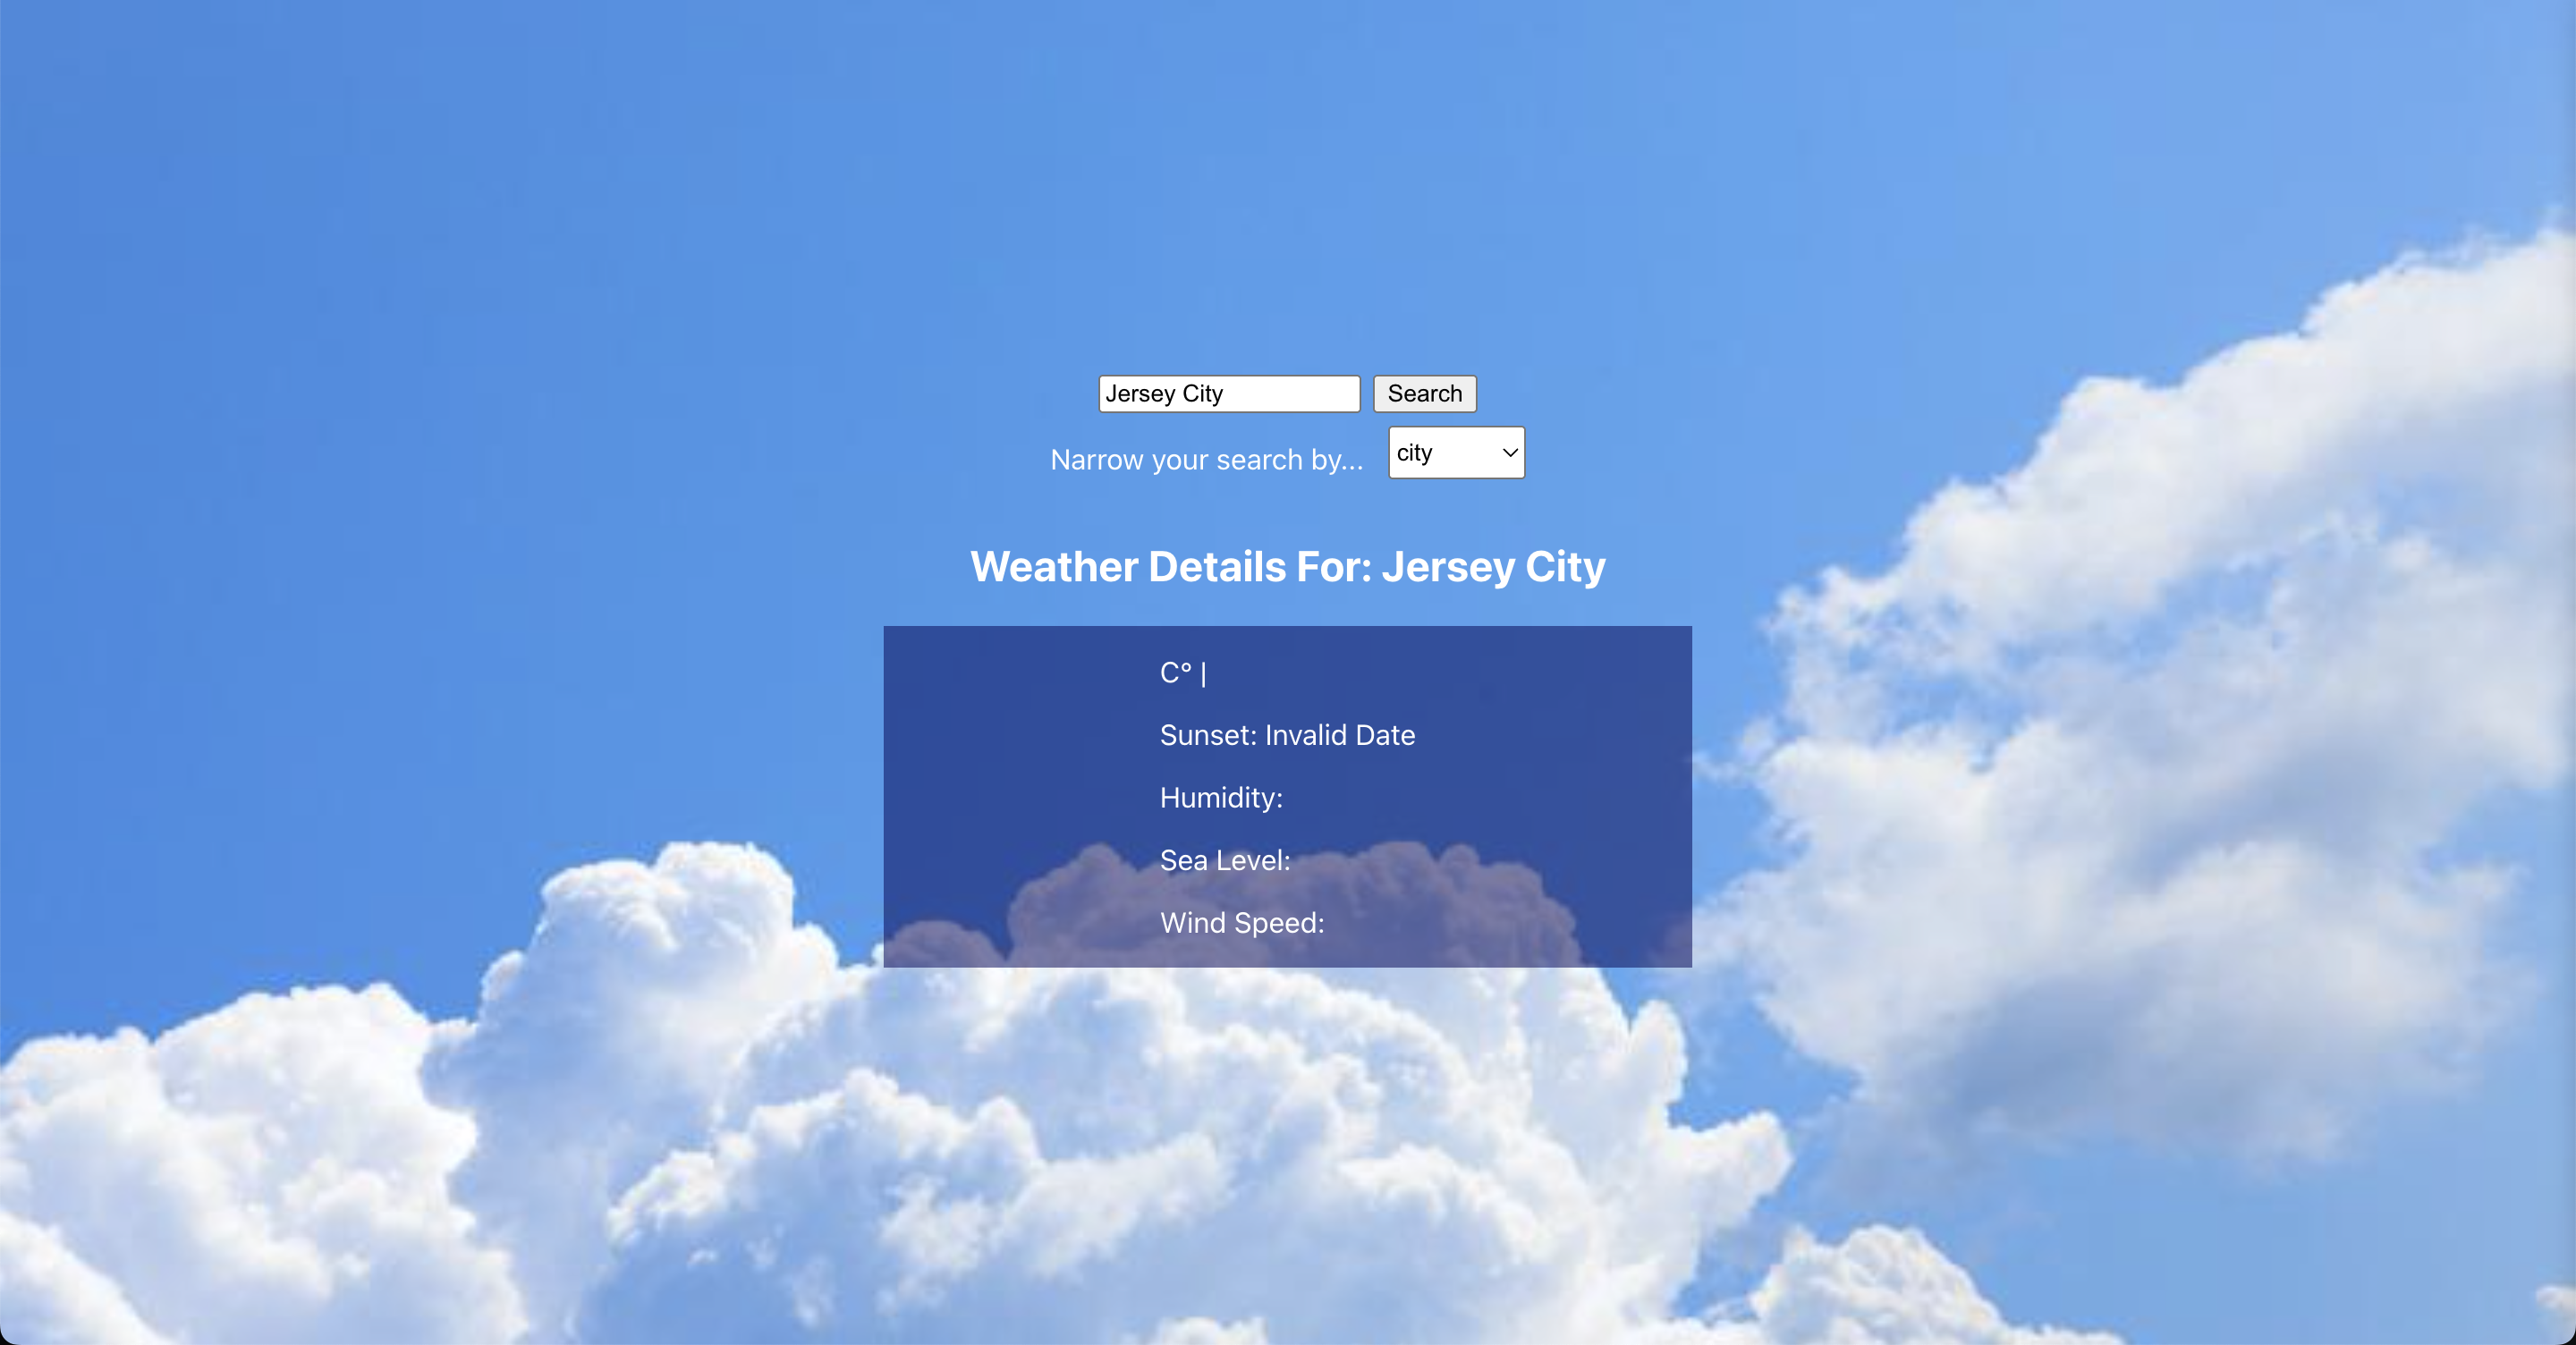 Jersey City Search
Narrow your search by... city
Weather Details For: Jersey City
C° |
Sunset: Invalid Date
Humidity:
Sea Level:
Wind Speed: